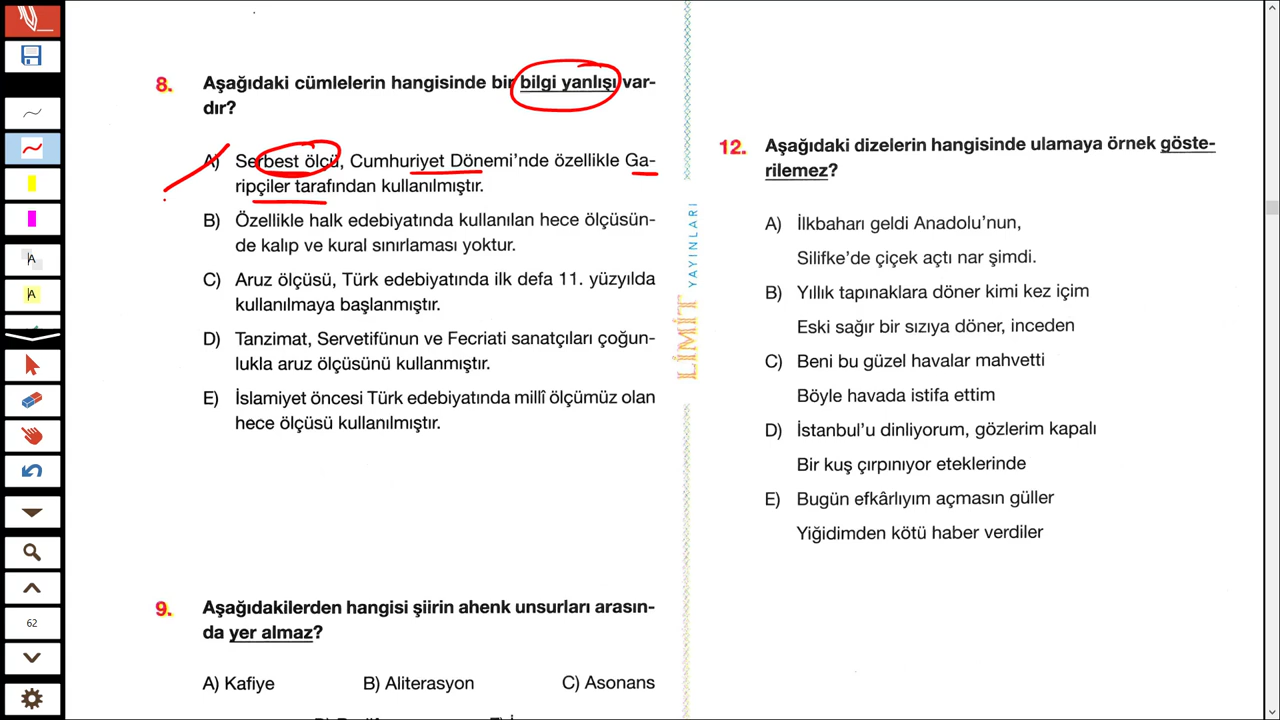 8. Aşağıdaki cümlelerin hangisinde bir bilgi yanlışı var-
dır?
A) Serbest ölçü, Cumhuriyet Dönemi’nde özellikle Ga-
ripçiler tarafından kullanılmıştır.
B) Özellikle halk edebiyatında kullanılan hece ölçüsün-
de kalıp ve kural sınırlaması yoktur.
C) Aruz ölçüsü, Türk edebiyatında ilk defa 11. yüzyılda
kullanılmaya başlanmıştır.
D) Tanzimat, Servetifünun ve Fecriati sanatçıları çoğun-
lukla aruz ölçüsünü kullanmıştır.
E) İslamiyet öncesi Türk edebiyatında millî ölçümüz olan
hece ölçüsü kullanılmıştır.
9. Aşağıdakilerden hangisi şiirin ahenk unsurları arasın-
da yer almaz?
A) Kafiye B) Aliterasyon C) Asonans
LİMİT YAYINLARI
12. Aşağıdaki dizelerin hangisinde ulamaya örnek göste-
rilemez?
A) İlkbaharı geldi Anadolu’nun,
Silifke’de çiçek açtı nar şimdi.
B) Yıllık tapınaklara döner kimi kez içim
Eski sağır bir sızıya döner, inceden
C) Beni bu güzel havalar mahvetti
Böyle havada istifa ettim
D) İstanbul’u dinliyorum, gözlerim kapalı
Bir kuş çırpınıyor eteklerinde
E) Bugün efkârlıyım açmasın güller
Yiğidimden kötü haber verdiler
A
A
62